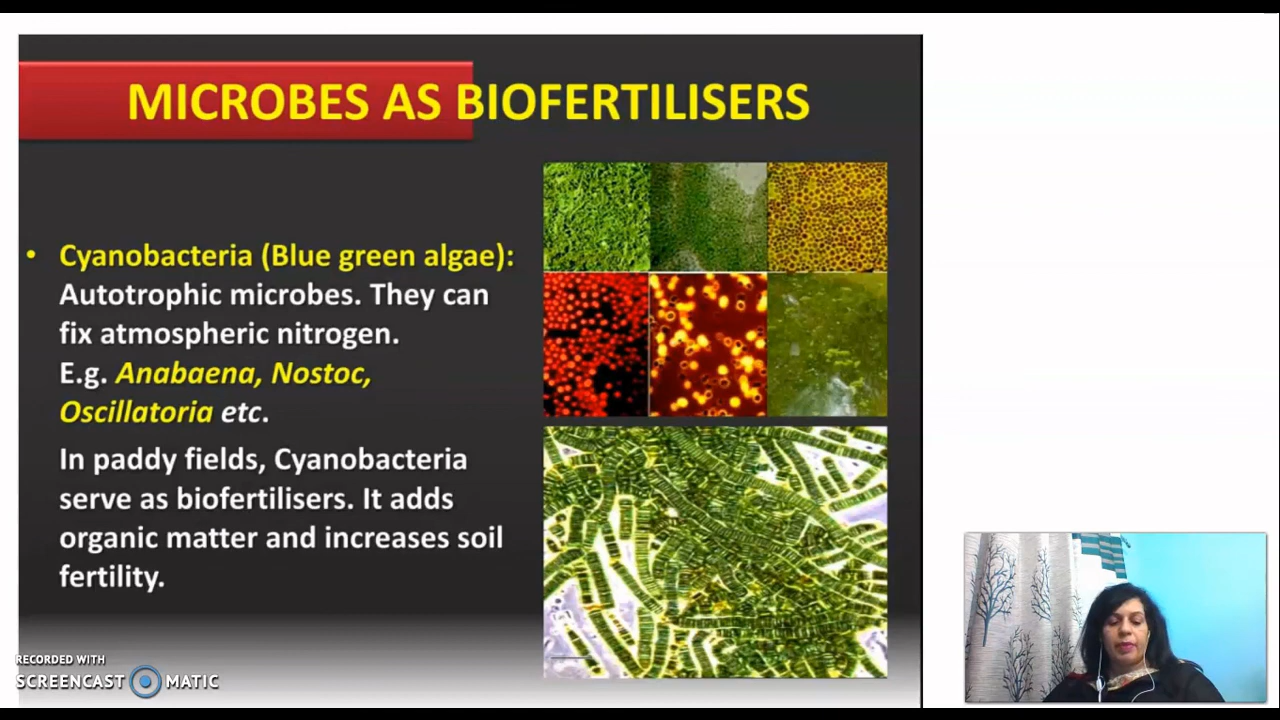 MICROBES AS BIOFERTILISERS
• Cyanobacteria (Blue green algae):
Autotrophic microbes. They can
fix atmospheric nitrogen.
E.g. Anabaena, Nostoc,
Oscillatoria etc.
In paddy fields, Cyanobacteria
serve as biofertilisers. It adds
organic matter and increases soil
fertility.
RECORDED WITH
SCREENCAST MATIC